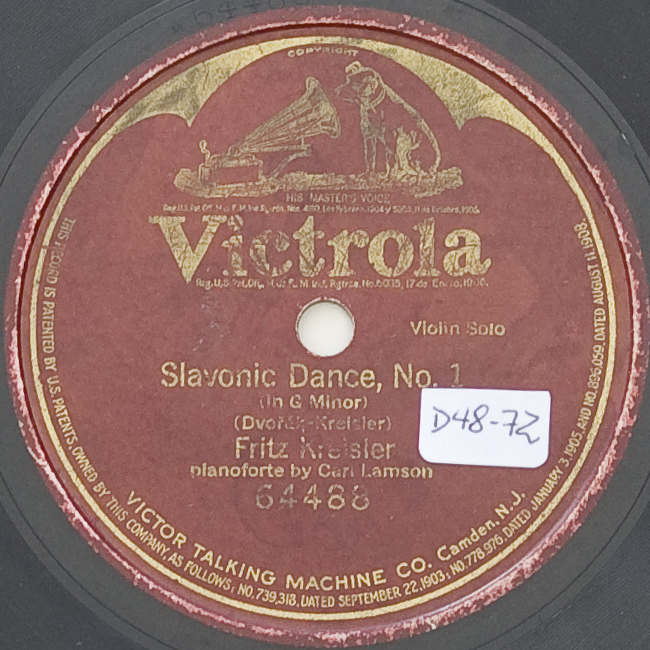 COPYRIGHT
HIS MASTER'S VOICE
Victrola
Violin Solo
Slavonic Dance, No. 1
(In G Minor)
(Dvořák-Kreisler)
Fritz Kreisler
pianoforte by Carl Lamson
64488
D48-72
VICTOR TALKING MACHINE CO. Camden, N.J.
THIS RECORD IS PATENTED BY U.S. PATENTS, OWNED BY THIS COMPANY, AS FOLLOWS; NO. 739,318, DATED SEPTEMBER 22, 1903; NO. 778,976, DATED JANUARY 3, 1905, AND NO. 896,059, DATED AUGUST 11, 1908.